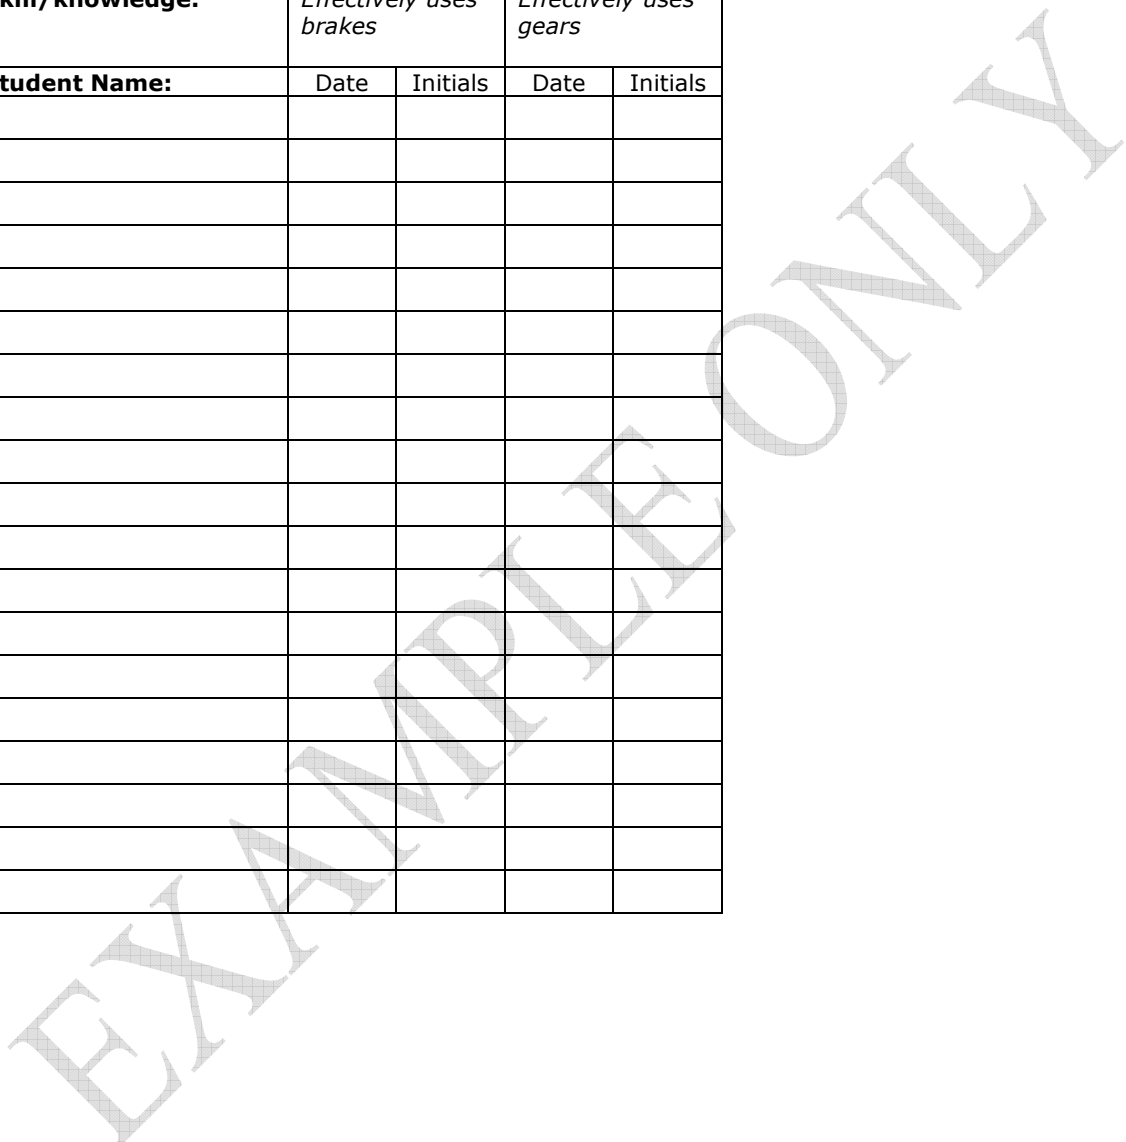 kill/knowledge: Effectively uses Effectively uses
brakes gears
tudent Name: Date Initials Date Initials
EXAMPLE ONLY